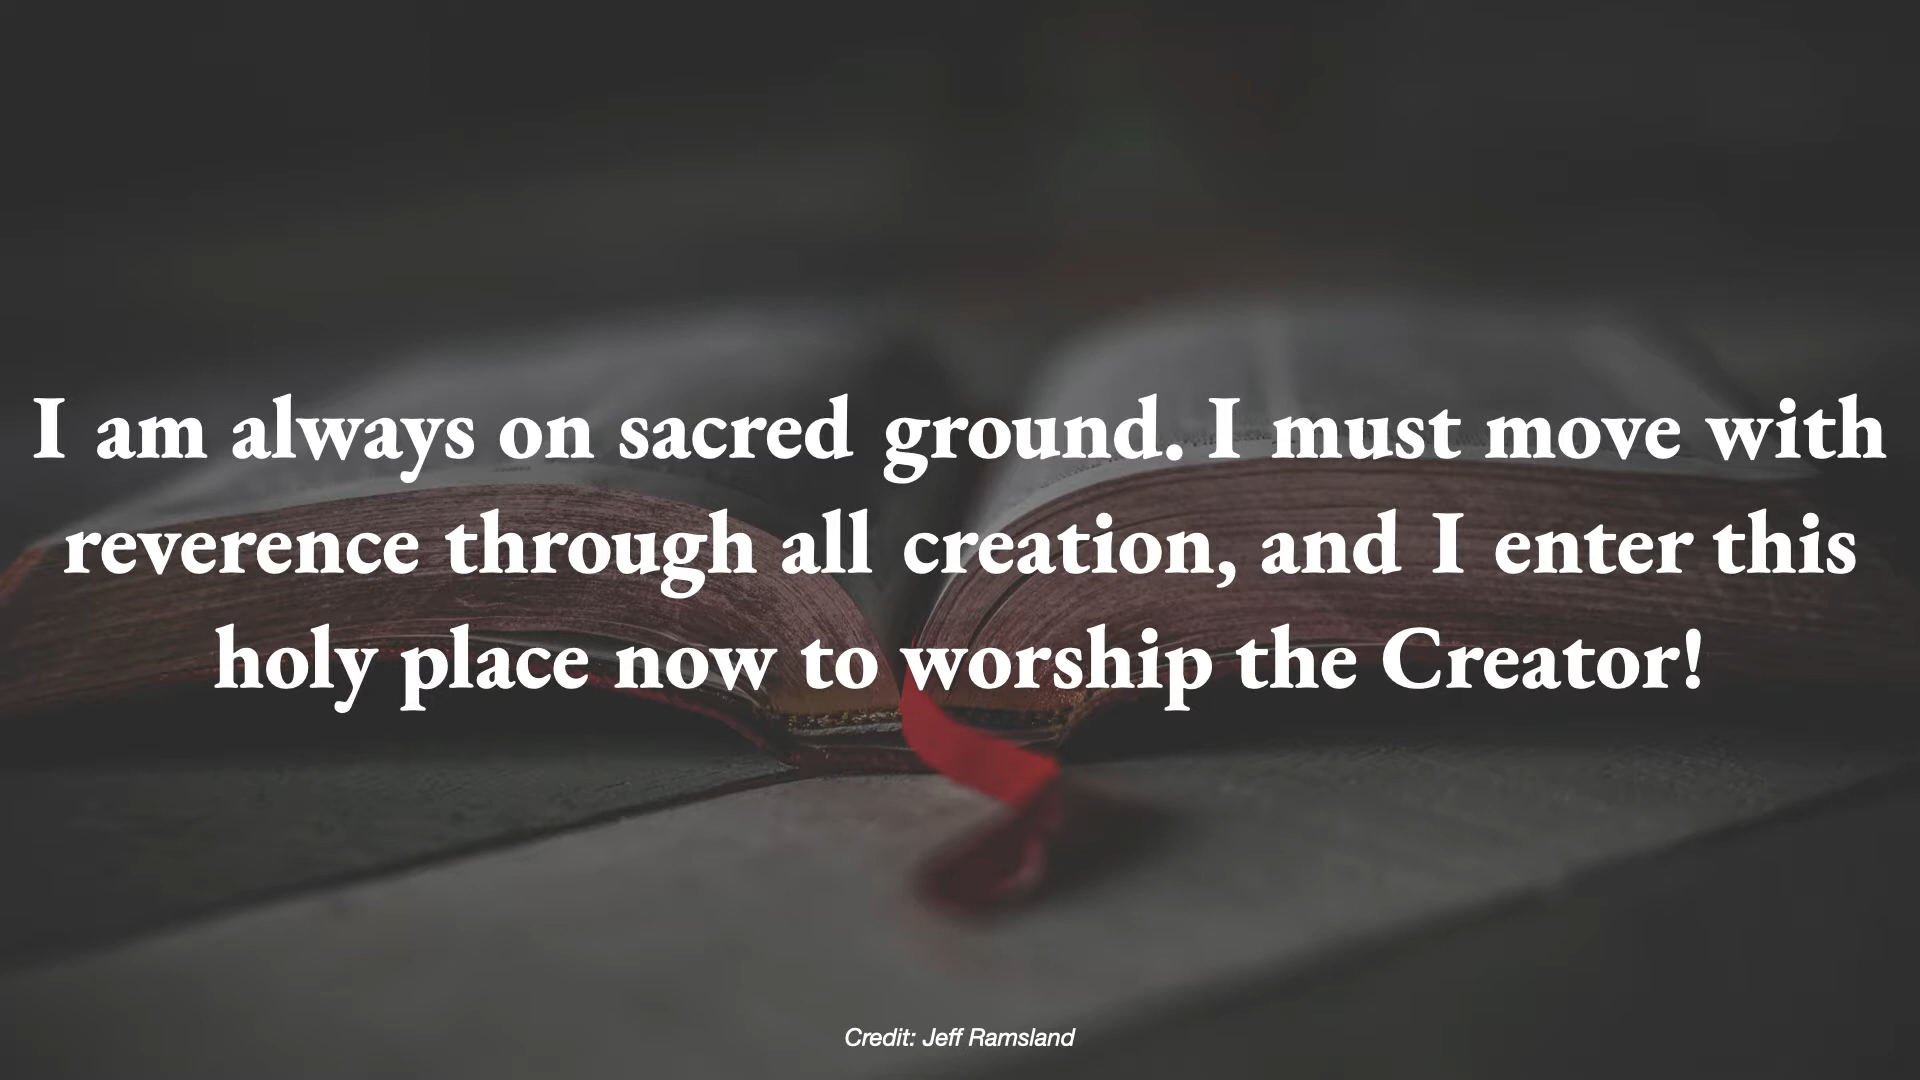 I am always on sacred ground. I must move with
reverence through all creation, and I enter this
holy place now to worship the Creator!
Credit: Jeff Ramsland